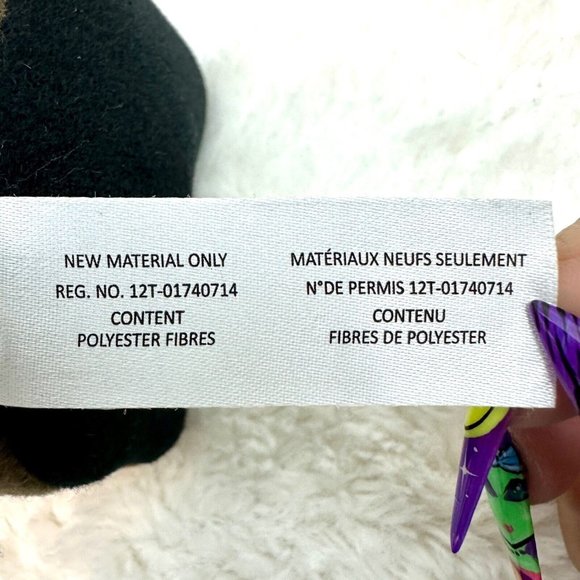 NEW MATERIAL ONLY
REG. NO. 12T-01740714
CONTENT
POLYESTER FIBRES
MATÉRIAUX NEUFS SEULEMENT
N°DE PERMIS 12T-01740714
CONTENU
FIBRES DE POLYESTER